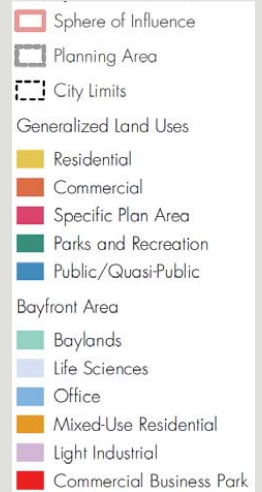 Sphere of Influence
Planning Area
City Limits
Generalized Land Uses
Residential
Commercial
Specific Plan Area
Parks and Recreation
Public/Quasi-Public
Bayfront Area
Baylands
Life Sciences
Office
Mixed-Use Residential
Light Industrial
Commercial Business Park